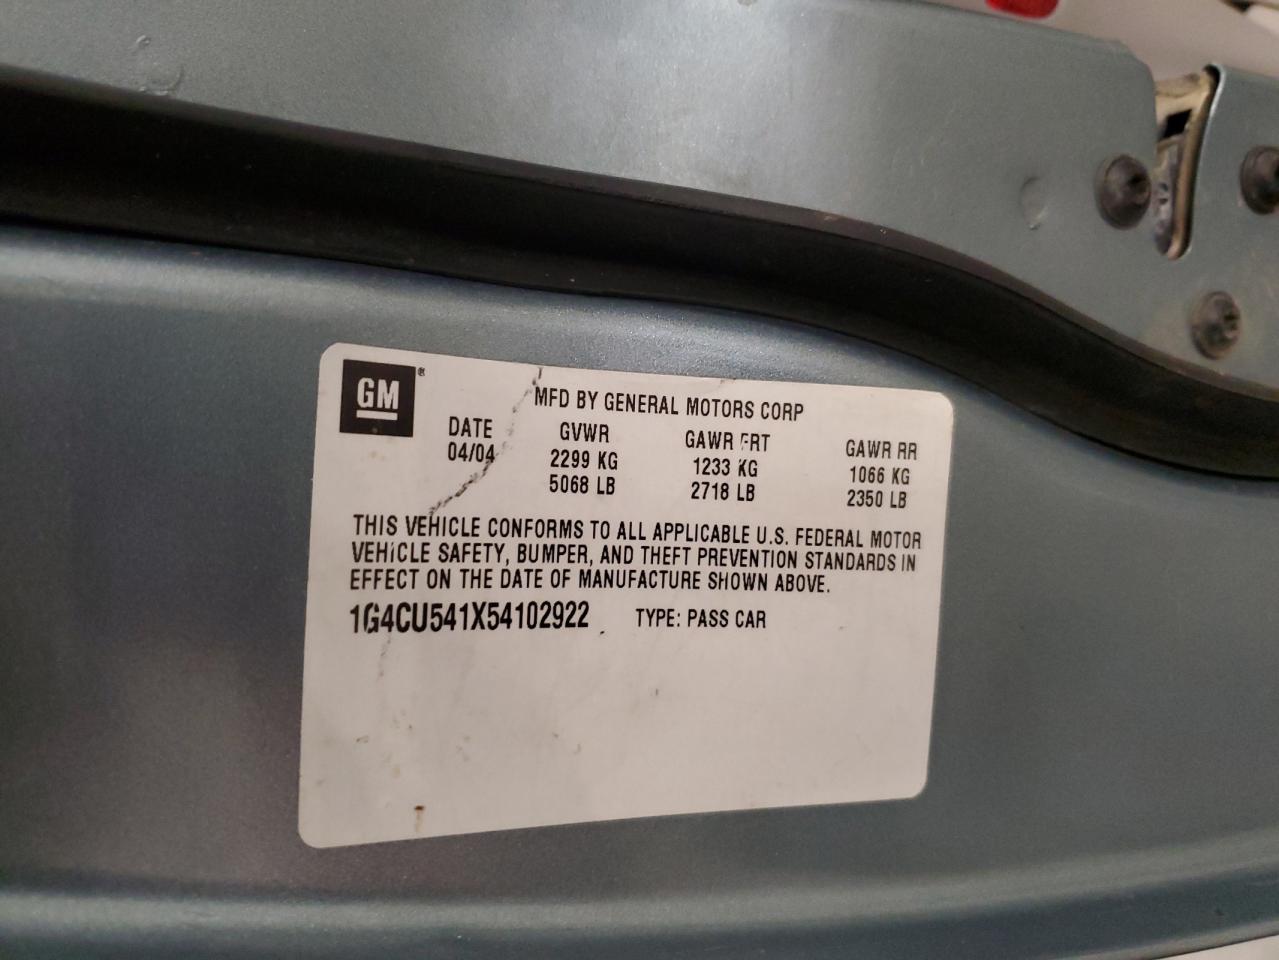 GM®
MFD BY GENERAL MOTORS CORP
DATE GVWR GAWR FRT GAWR RR
04/04 2299 KG 1233 KG 1066 KG
5068 LB 2718 LB 2350 LB
THIS VEHICLE CONFORMS TO ALL APPLICABLE U.S. FEDERAL MOTOR
VEHICLE SAFETY, BUMPER, AND THEFT PREVENTION STANDARDS IN
EFFECT ON THE DATE OF MANUFACTURE SHOWN ABOVE.
1G4CU541X54102922 TYPE: PASS CAR